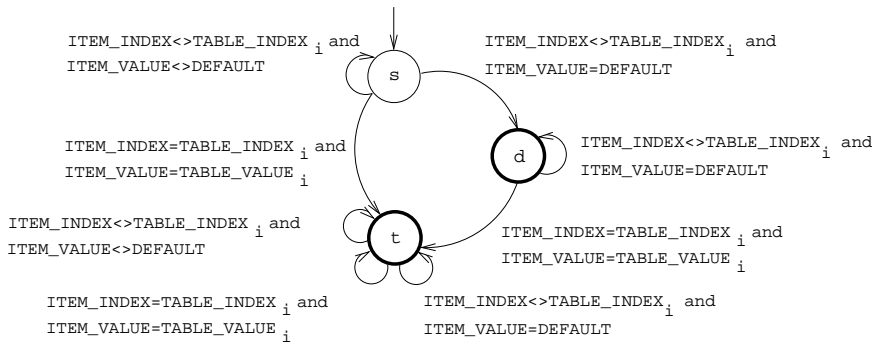 ITEM_INDEX<>TABLE_INDEX i and
ITEM_VALUE<>DEFAULT
ITEM_INDEX<>TABLE_INDEX i and
ITEM_VALUE=DEFAULT
s
ITEM_INDEX=TABLE_INDEX i and
ITEM_VALUE=TABLE_VALUE i
d
ITEM_INDEX<>TABLE_INDEX i and
ITEM_VALUE=DEFAULT
ITEM_INDEX<>TABLE_INDEX i and
ITEM_VALUE<>DEFAULT
t
ITEM_INDEX=TABLE_INDEX i and
ITEM_VALUE=TABLE_VALUE i
ITEM_INDEX=TABLE_INDEX i and
ITEM_VALUE=TABLE_VALUE i
ITEM_INDEX<>TABLE_INDEX i and
ITEM_VALUE=DEFAULT